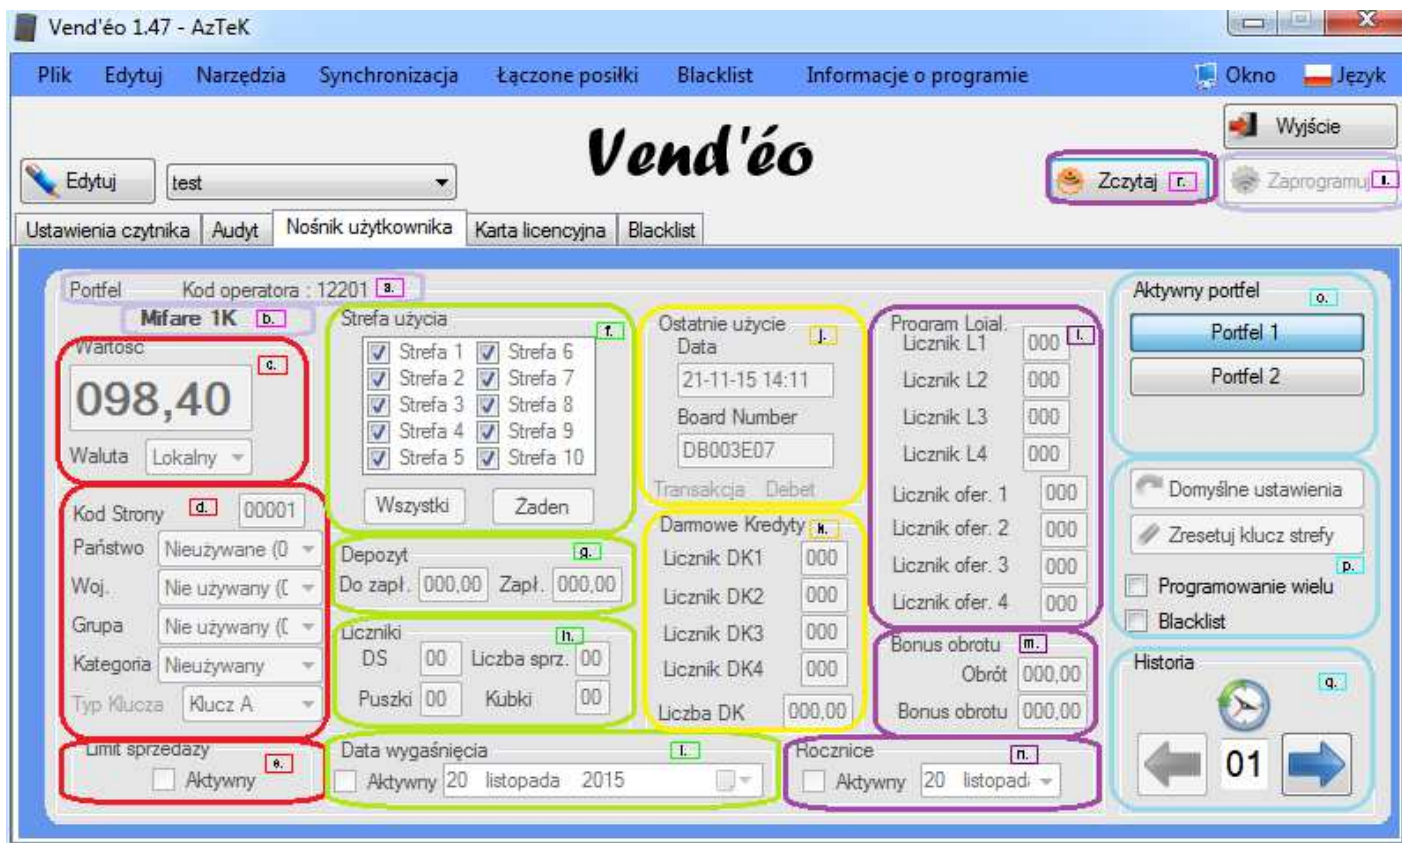 Vend'éo 1.47 - AzTeK
Plik Edytuj Narzędzia Synchronizacja Łączone posiłki Blacklist Informacje o programie Okno Język
Wyjście
Vend'éo
Edytuj test Zczytaj r. Zaprogramuj
Ustawienia czytnika Audyt Nośnik użytkownika Karta licencyjna Blacklist
Portfel Kod operatora : 12201 a.
Mifare 1K b.
Wartość c.
098,40
Waluta Lokalny
Kod Strony d. 00001
Państwo Nieużywane (0
Woj. Nie używany ([
Grupa Nie używany ([
Kategoria Nieużywany
Typ Klucza Klucz A
Limit sprzedaży e.
Aktywny
Strefa użycia f.
Strefa 1 Strefa 6
Strefa 2 Strefa 7
Strefa 3 Strefa 8
Strefa 4 Strefa 9
Strefa 5 Strefa 10
Wszystki Żaden
Depozyt g.
Do zapł. 000,00 Zapł. 000,00
Liczniki h.
DS 00 Liczba sprz. 00
Puszki 00 Kubki 00
Data wygaśnięcia
Aktywny 20 listopada 2015
Ostatnie użycie j.
Data
21-11-15 14:11
Board Number
DB003E07
Transakcja Debet
Darmowe Kredyty k.
Licznik DK1 000
Licznik DK2 000
Licznik DK3 000
Licznik DK4 000
Liczba DK 000,00
Program Lojal. l.
Licznik L1 000
Licznik L2 000
Licznik L3 000
Licznik L4 000
Licznik ofer. 1 000
Licznik ofer. 2 000
Licznik ofer. 3 000
Licznik ofer. 4 000
Bonus obrotu m.
Obrót 000,00
Bonus obrotu 000,00
Rocznice n.
Aktywny 20 listopad
Aktywny portfel o.
Portfel 1
Portfel 2
Domyślne ustawienia
Zresetuj klucz strefy
p.
Programowanie wielu
Blacklist
Historia q.
01